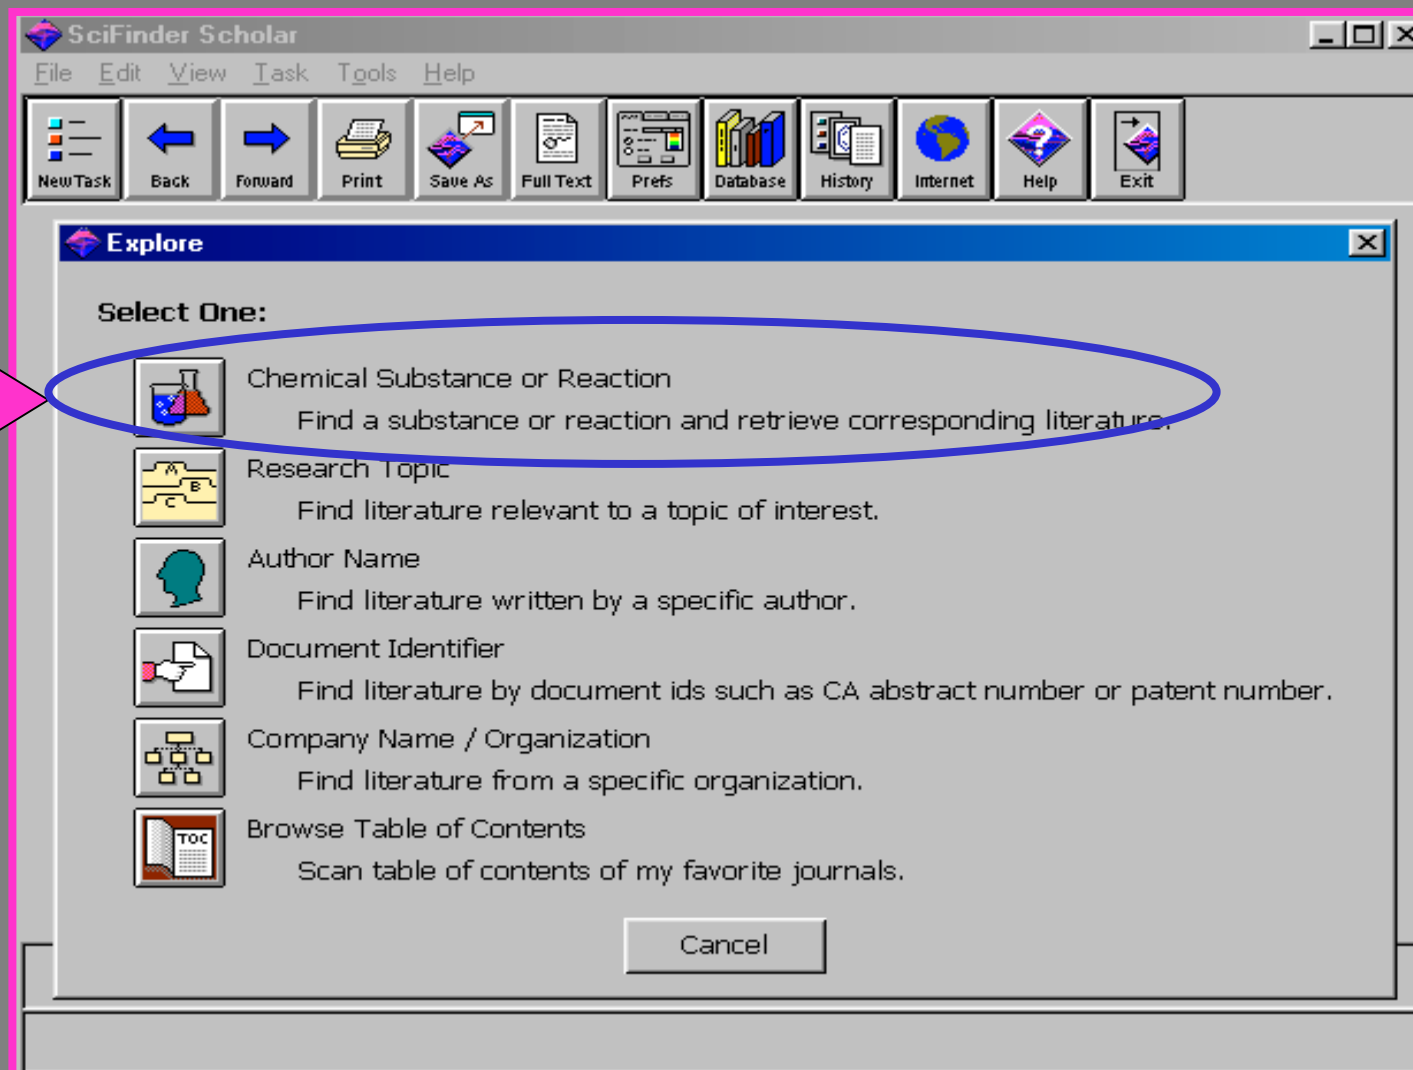 SciFinder Scholar
File Edit View Task Tools Help
New Task Back Forward Print Save As Full Text Prefs Database History Internet Help Exit
Explore
Select One:
Chemical Substance or Reaction
Find a substance or reaction and retrieve corresponding literature.
A
B
C
Research Topic
Find literature relevant to a topic of interest.
Author Name
Find literature written by a specific author.
Document Identifier
Find literature by document ids such as CA abstract number or patent number.
Company Name / Organization
Find literature from a specific organization.
TOC
Browse Table of Contents
Scan table of contents of my favorite journals.
Cancel